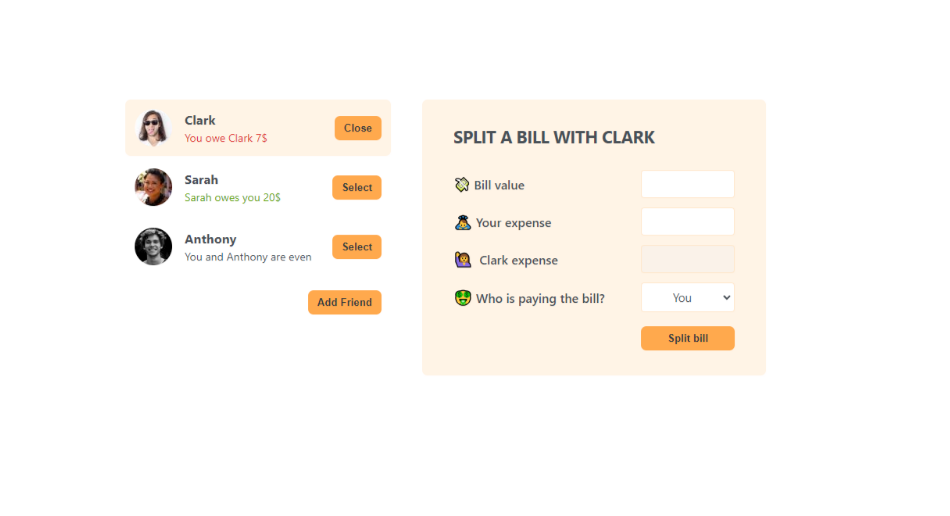 Clark
You owe Clark 7$
Close
Sarah
Sarah owes you 20$
Select
Anthony
You and Anthony are even
Select
Add Friend
SPLIT A BILL WITH CLARK
Bill value
Your expense
Clark expense
Who is paying the bill?
You
Split bill